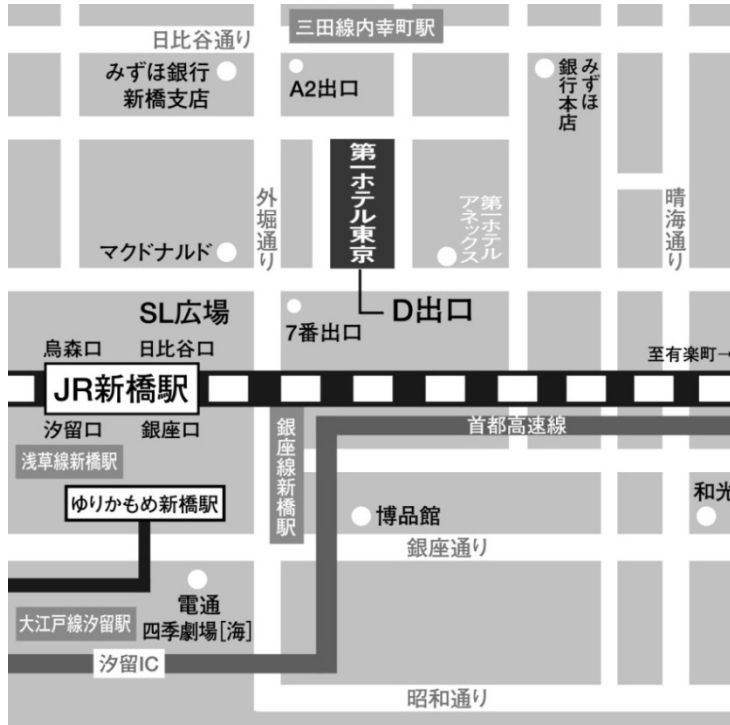 三田線内幸町駅
日比谷通り
みずほ銀行
新橋支店
A2出口
みずほ
銀行本店
第一ホテル東京
外堀通り
第一ホテル
アネックス
晴海通り
マクドナルド
SL広場
7番出口
D出口
烏森口
日比谷口
至有楽町→
JR新橋駅
汐留口
銀座口
首都高速線
浅草線新橋駅
銀座線新橋駅
ゆりかもめ新橋駅
博品館
和光
銀座通り
電通
四季劇場[海]
大江戸線汐留駅
汐留IC
昭和通り